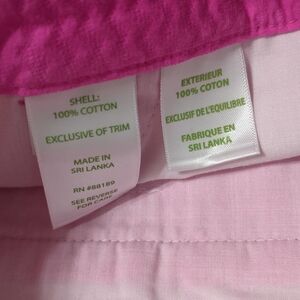 SHELL:
100% COTTON
EXCLUSIVE OF TRIM
MADE IN
SRI LANKA
RN #88189
SEE REVERSE
FOR CARE
EXTERIEUR
100% COTTON
EXCLUSIF DE L'EQUILIBRE
FABRIQUE EN
SRI LANKA